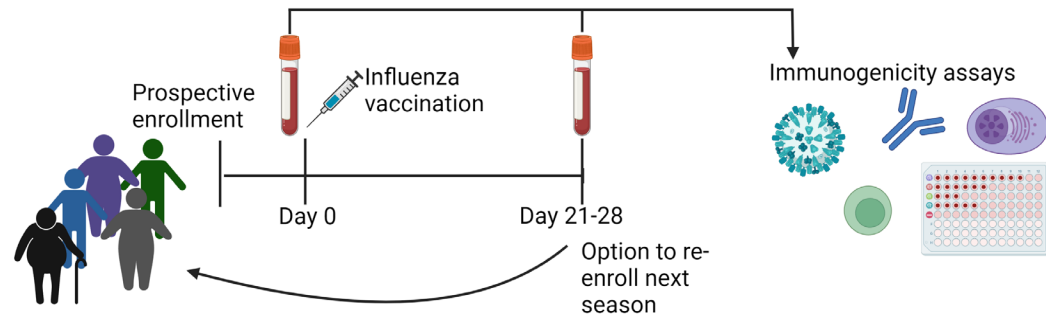 Prospective
enrollment
Influenza
vaccination
Immunogenicity assays
Day 0
Day 21-28
Option to re-
enroll next
season